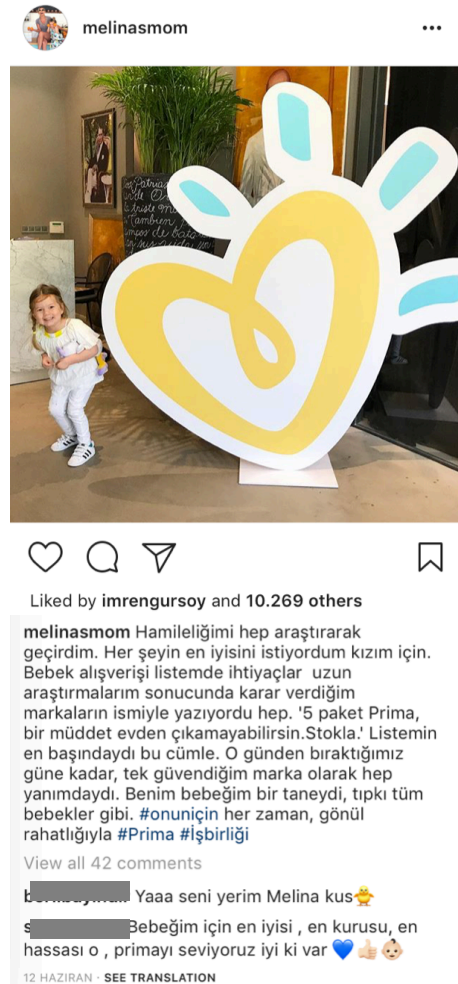 melinasmom
Tambien
Liked by imrengursoy and 10.269 others
melinasmom Hamileliğimi hep araştırarak
geçirdim. Her şeyin en iyisini istiyordum kızım için.
Bebek alışverişi listemde ihtiyaçlar uzun
araştırmalarım sonucunda karar verdiğim
markaların ismiyle yazıyordu hep. '5 paket Prima,
bir müddet evden çıkamayabilirsin.Stokla.' Listemin
en başındaydı bu cümle. O günden bıraktığımız
güne kadar, tek güvendiğim marka olarak hep
yanımdaydı. Benim bebeğim bir taneydi, tıpkı tüm
bebekler gibi. #onuniçin her zaman, gönül
rahatlığıyla #Prima #İşbirliği
View all 42 comments
Yaaa seni yerim Melina kus🐥
Bebeğim için en iyisi , en kurusu, en
hassası o , primayı seviyoruz iyi ki var 💙👍🏻👶🏻
12 HAZIRAN · SEE TRANSLATION